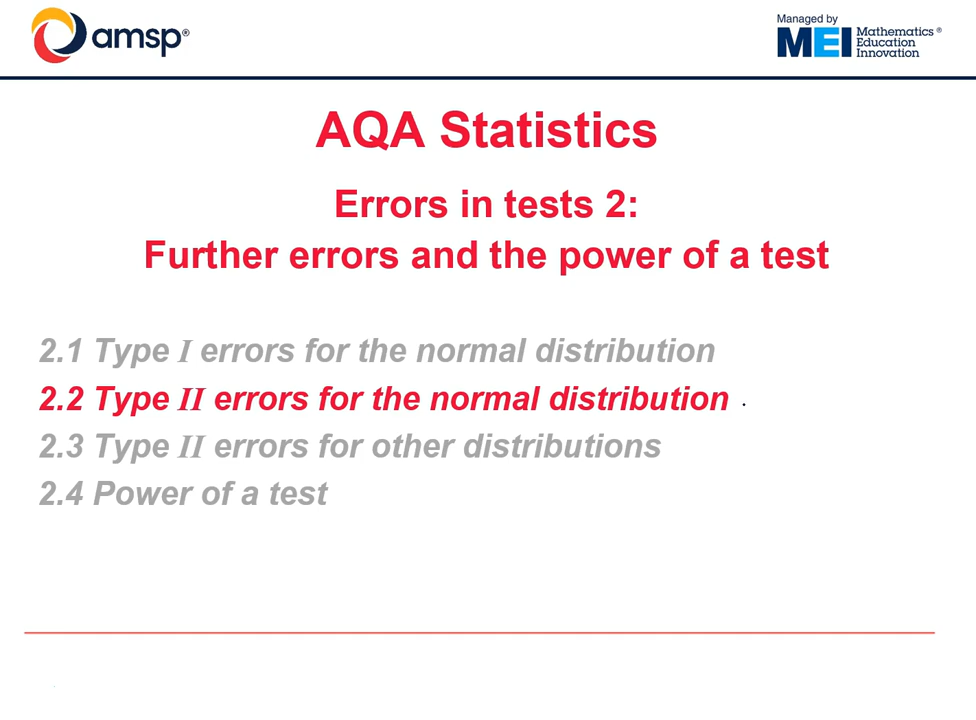 amsp®
Managed by
MEI Mathematics®
Education
Innovation
AQA Statistics
Errors in tests 2:
Further errors and the power of a test
2.1 Type I errors for the normal distribution
2.2 Type II errors for the normal distribution
2.3 Type II errors for other distributions
2.4 Power of a test